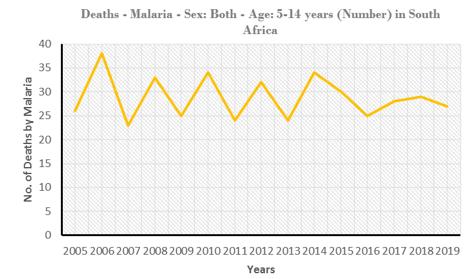 Deaths - Malaria - Sex: Both - Age: 5-14 years (Number) in South
Africa
40
35
30
25
20
15
10
5
0
No. of Deaths by Malaria
2005 2006 2007 2008 2009 2010 2011 2012 2013 2014 2015 2016 2017 2018 2019
Years